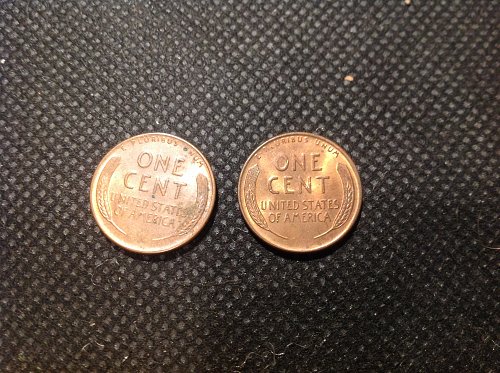 E PLURIBUS UNUM
ONE
CENT
UNITED STATES
OF AMERICA
E PLURIBUS UNUM
ONE
CENT
UNITED STATES
OF AMERICA